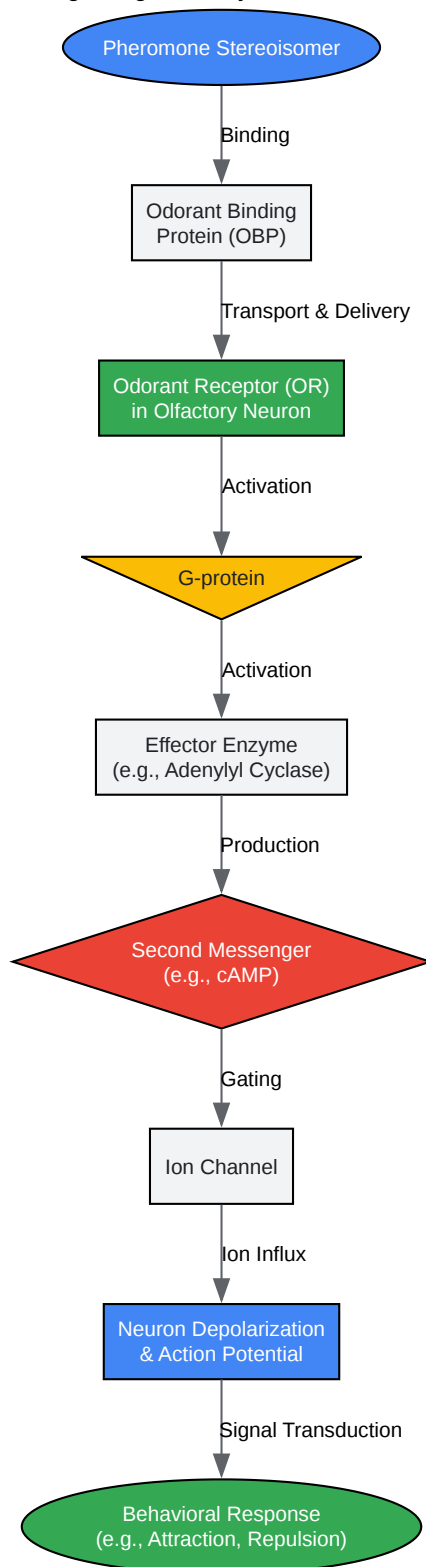 Pheromone Stereoisomer
Binding
Odorant Binding
Protein (OBP)
Transport & Delivery
Odorant Receptor (OR)
in Olfactory Neuron
Activation
G-protein
Activation
Effector Enzyme
(e.g., Adenylyl Cyclase)
Production
Second Messenger
(e.g., cAMP)
Gating
Ion Channel
Ion Influx
Neuron Depolarization
& Action Potential
Signal Transduction
Behavioral Response
(e.g., Attraction, Repulsion)